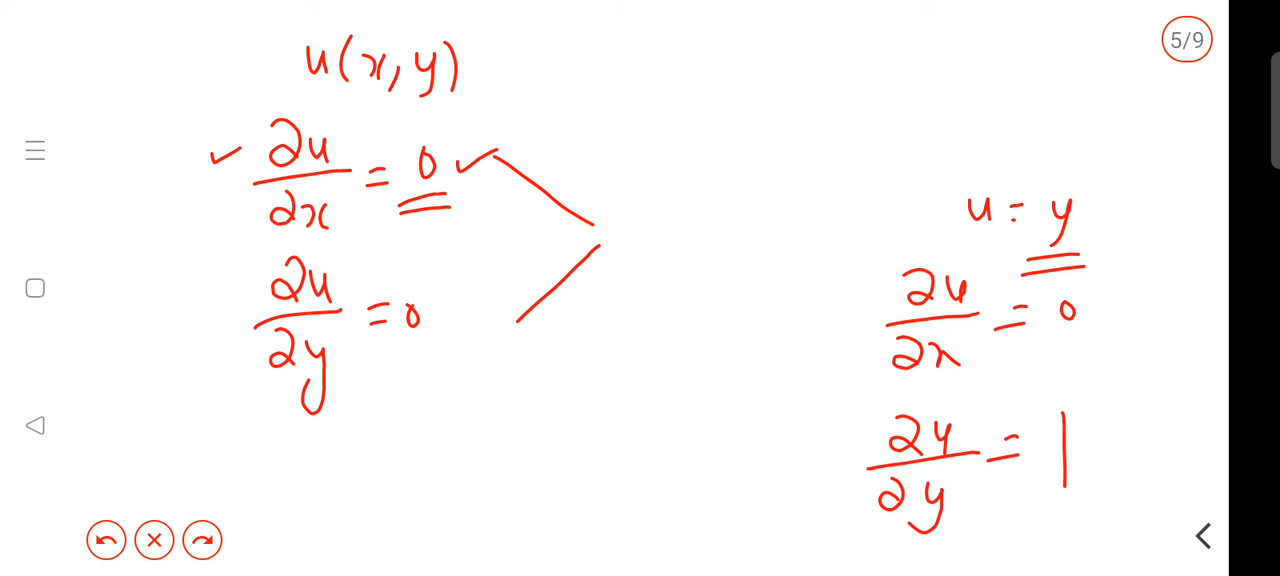 5/9
u(x, y)
∂u/∂x = 0
∂u/∂y = 0
u = y
∂u/∂x = 0
∂y/∂y = 1